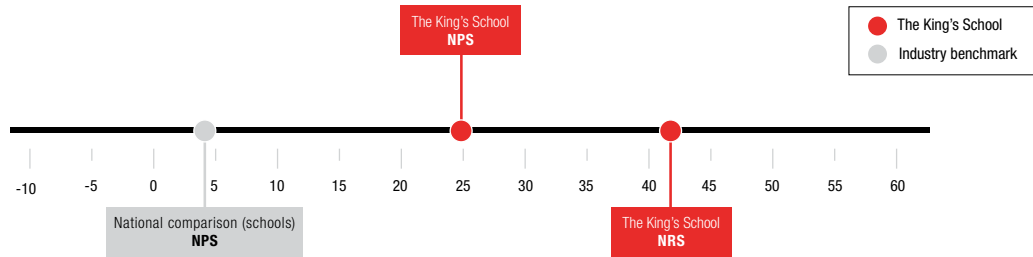 The King’s School
NPS
The King’s School
Industry benchmark
-10 -5 0 5 10 15 20 25 30 35 40 45 50 55 60
National comparison (schools)
NPS
The King’s School
NRS